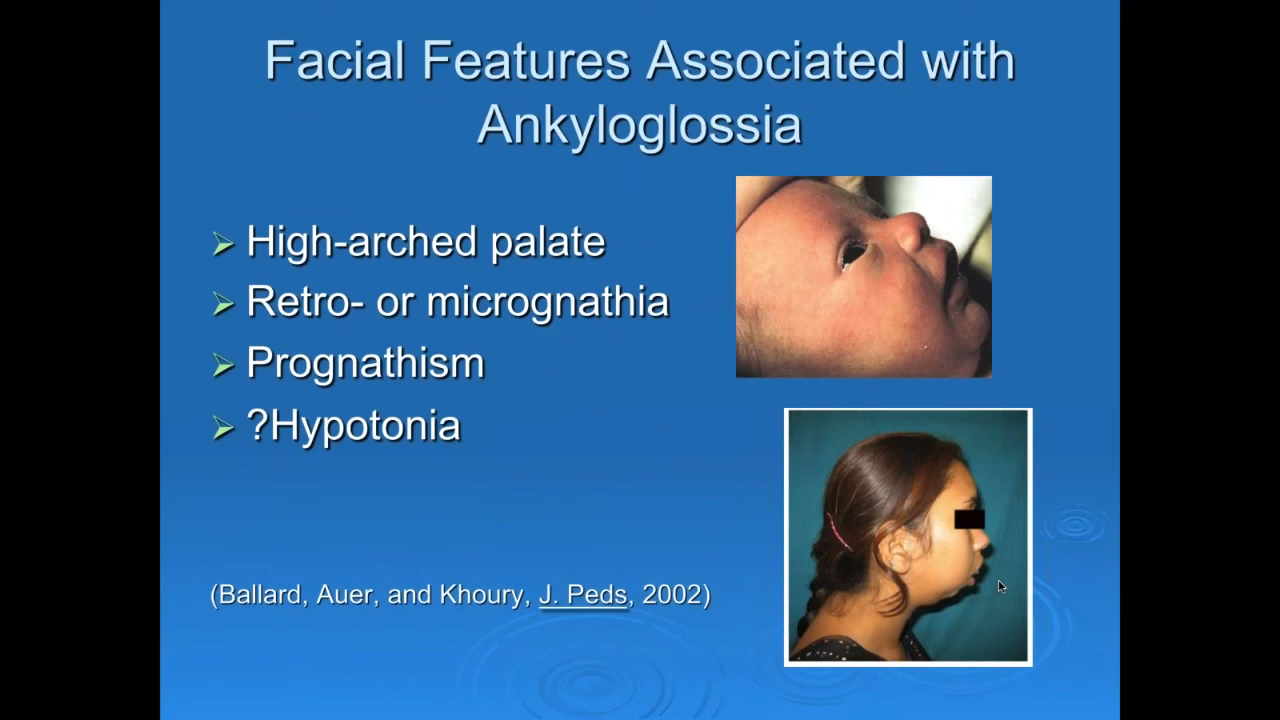 Facial Features Associated with
Ankyloglossia
High-arched palate
Retro- or micrognathia
Prognathism
?Hypotonia
(Ballard, Auer, and Khoury, J. Peds, 2002)